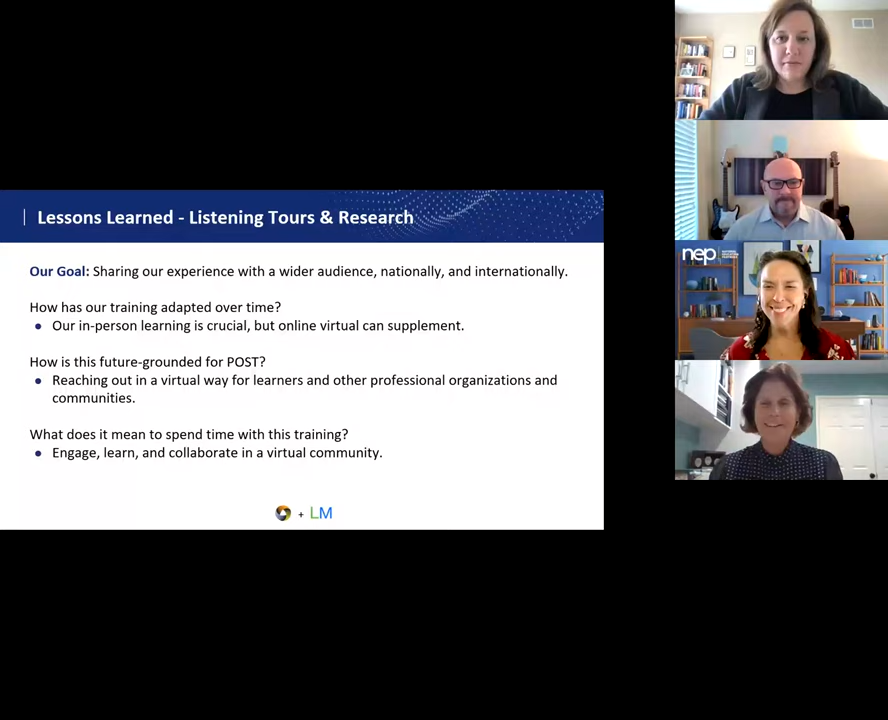 Lessons Learned - Listening Tours & Research
Our Goal: Sharing our experience with a wider audience, nationally, and internationally.
How has our training adapted over time?
● Our in-person learning is crucial, but online virtual can supplement.
How is this future-grounded for POST?
● Reaching out in a virtual way for learners and other professional organizations and
communities.
What does it mean to spend time with this training?
● Engage, learn, and collaborate in a virtual community.
+ LM
nep